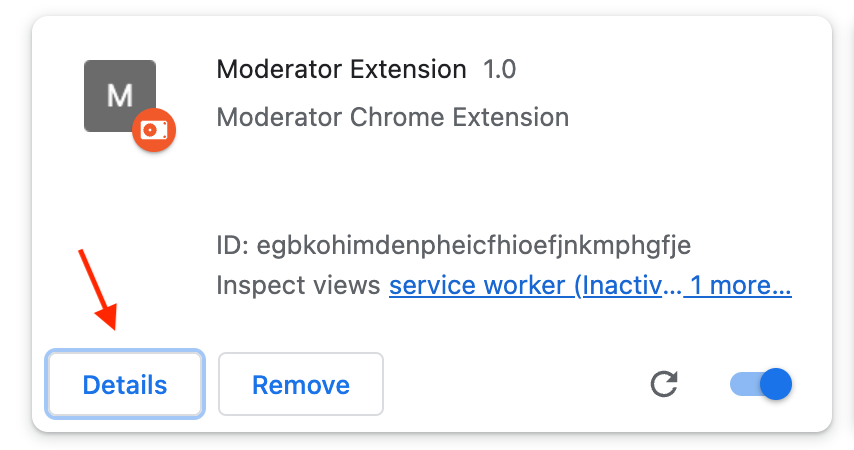 M
Moderator Extension 1.0
Moderator Chrome Extension
ID: egbkohimdenpheicfhioefjnkmphgfje
Inspect views service worker (Inactiv... 1 more...
Details Remove